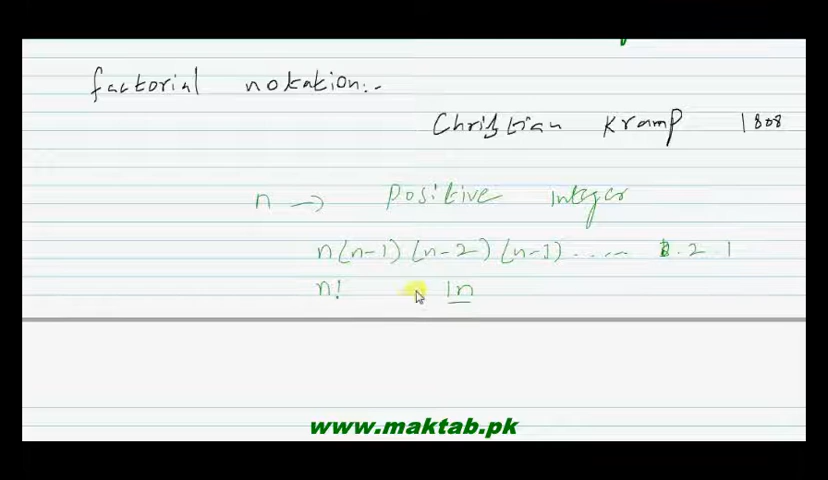 factorial notation:-
Christian Kramp 1808
n → Positive Integer
n(n-1)(n-2)(n-3)..... 3.2.1
n! |n
www.maktab.pk